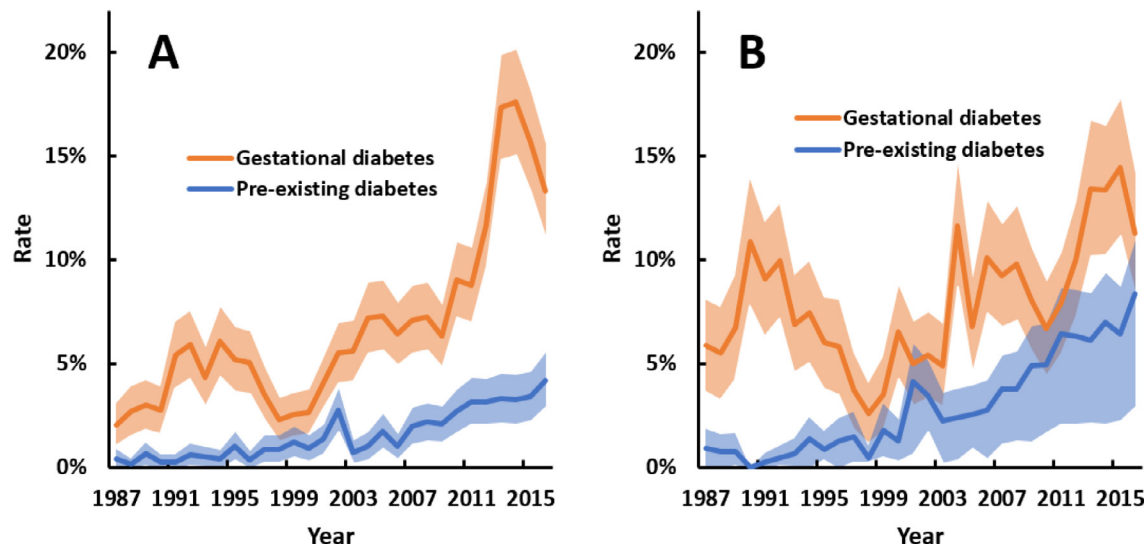 A
20%
15%
10%
5%
0%
Rate
Gestational diabetes
Pre-existing diabetes
1987 1991 1995 1999 2003 2007 2011 2015
Year
B
20%
15%
10%
5%
0%
Rate
Gestational diabetes
Pre-existing diabetes
1987 1991 1995 1999 2003 2007 2011 2015
Year